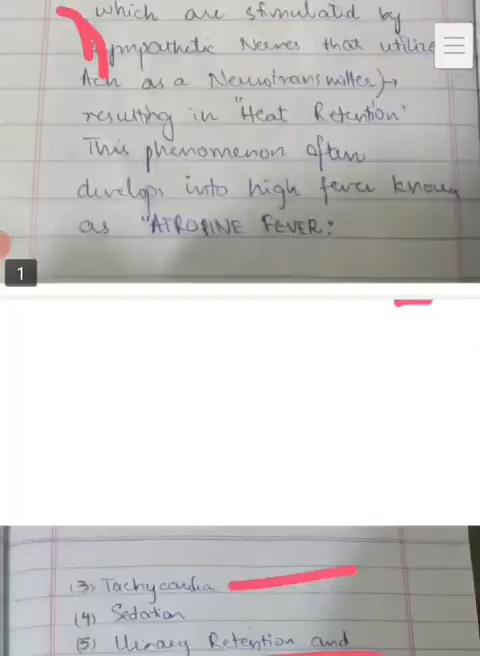 which are stimulated by
Sympathetic Nerves that utilize
Ach as a Neurotransmitter)→
resulting in "Heat Retention"
This phenomenon often
develops into high fever known
as "ATROPINE FEVER."
1
(3) Tachycardia
(4) Sedation
(5) Urinary Retention and